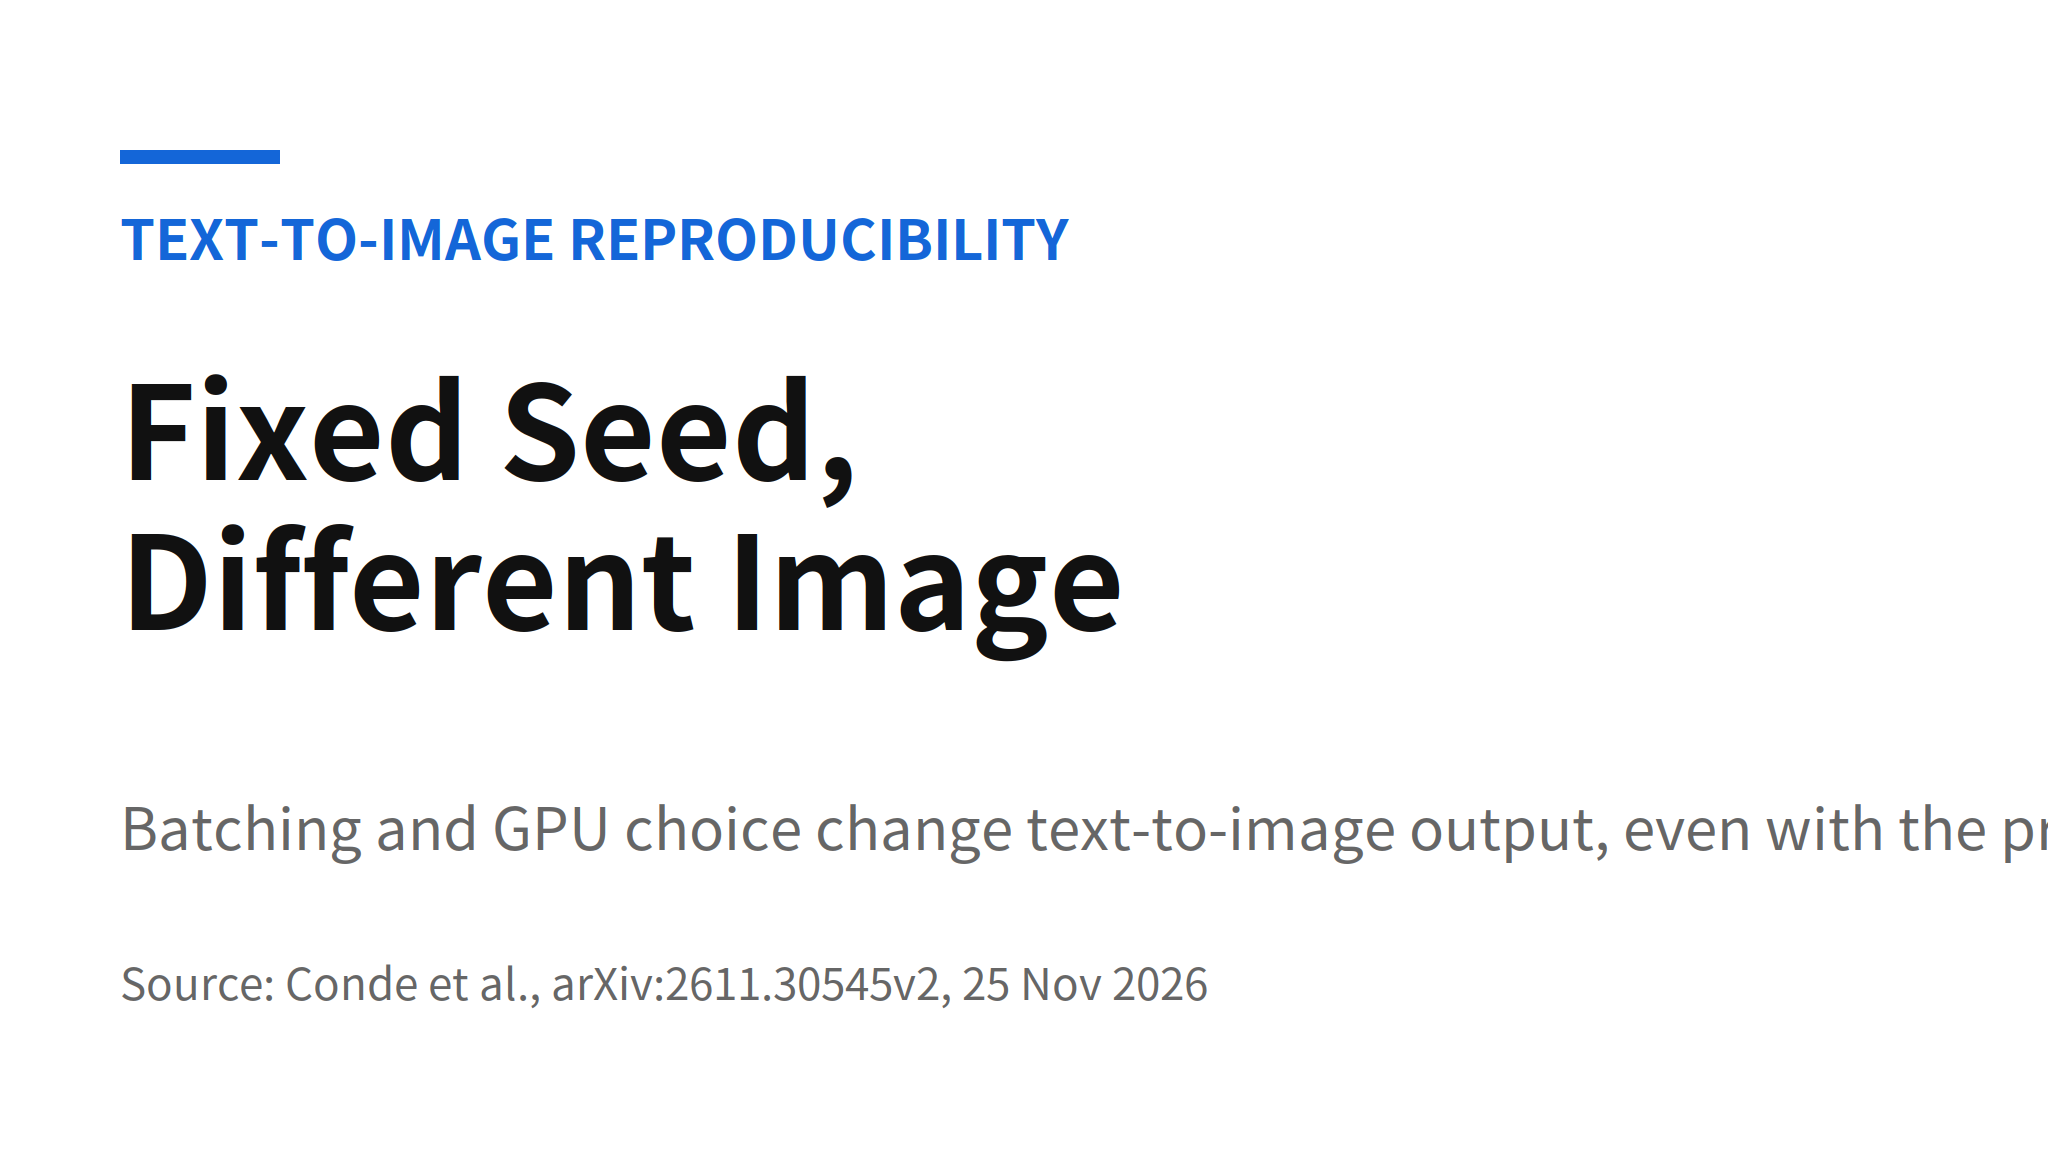 TEXT-TO-IMAGE REPRODUCIBILITY
Fixed Seed,
Different Image
Batching and GPU choice change text-to-image output, even with the
Source: Conde et al., arXiv:2611.30545v2, 25 Nov 2026